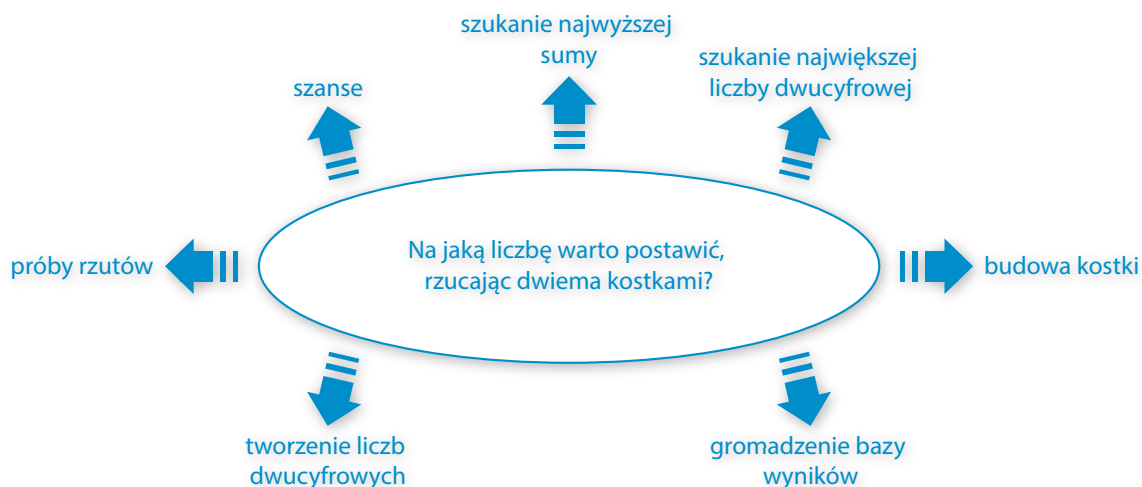 szukanie najwyższej
sumy
szukanie największej
liczby dwucyfrowej
szanse
próby rzutów
Na jaką liczbę warto postawić,
rzucając dwiema kostkami?
budowa kostki
tworzenie liczb
dwucyfrowych
gromadzenie bazy
wyników